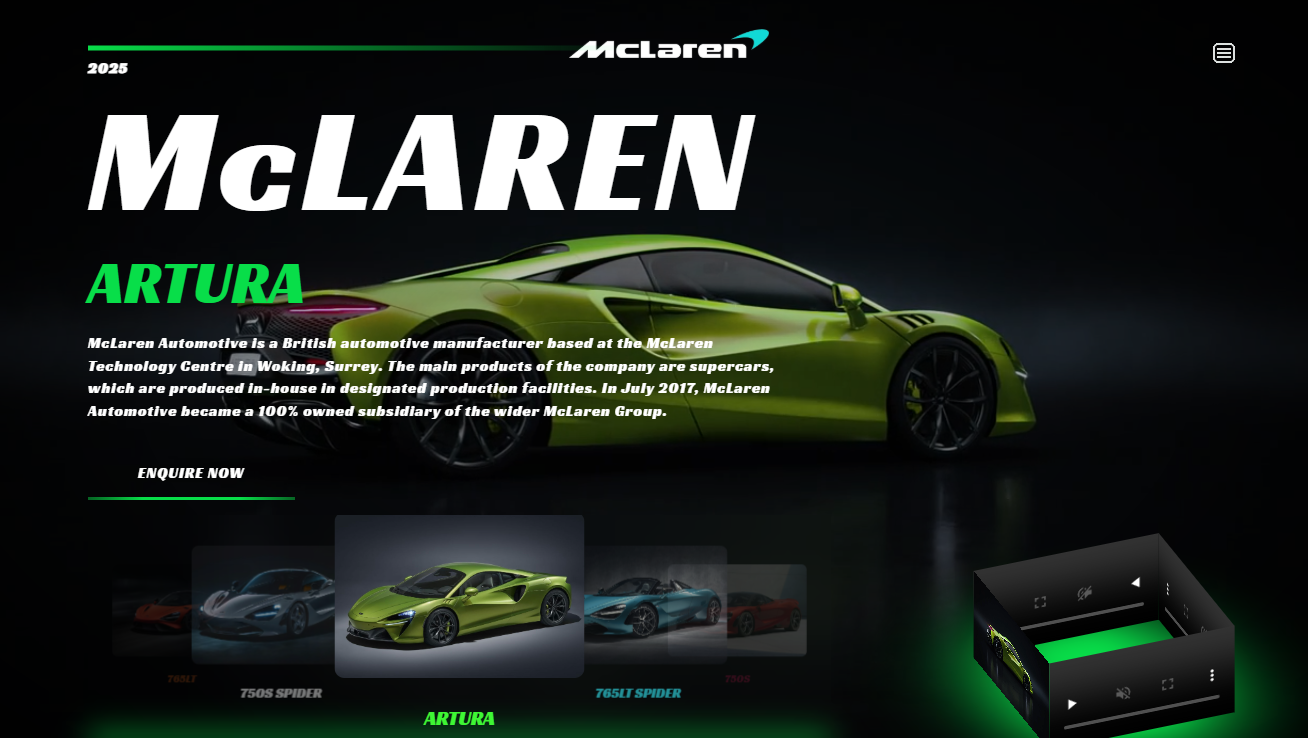 McLaren
2025
McLAREN
ARTURA
McLaren Automotive is a British automotive manufacturer based at the McLaren
Technology Centre in Woking, Surrey. The main products of the company are supercars,
which are produced in-house in designated production facilities. In July 2017, McLaren
Automotive became a 100% owned subsidiary of the wider McLaren Group.
ENQUIRE NOW
765LT
750S SPIDER
ARTURA
765LT SPIDER
750S